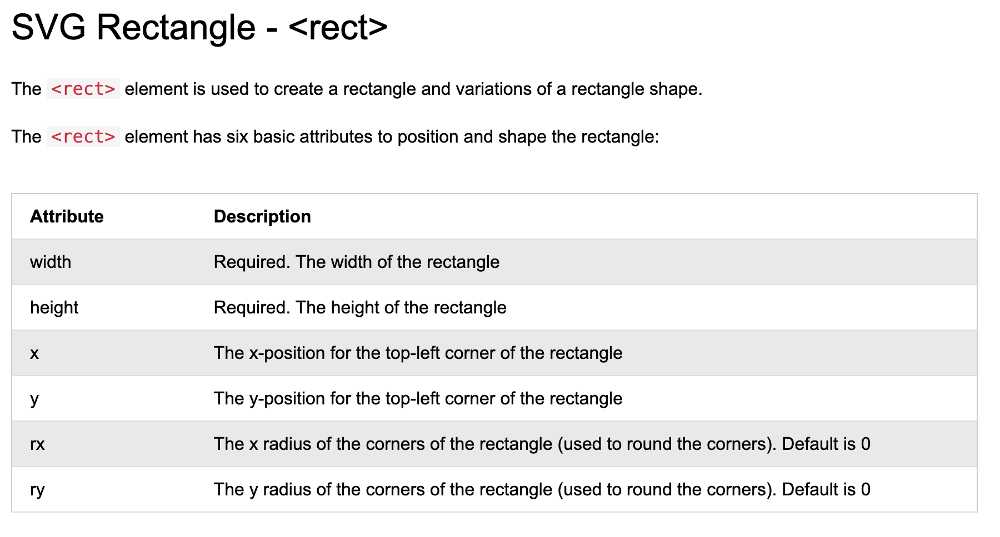 SVG Rectangle - <rect>
The <rect> element is used to create a rectangle and variations of a rectangle shape.
The <rect> element has six basic attributes to position and shape the rectangle:
Attribute Description
width Required. The width of the rectangle
height Required. The height of the rectangle
x The x-position for the top-left corner of the rectangle
y The y-position for the top-left corner of the rectangle
rx The x radius of the corners of the rectangle (used to round the corners). Default is 0
ry The y radius of the corners of the rectangle (used to round the corners). Default is 0